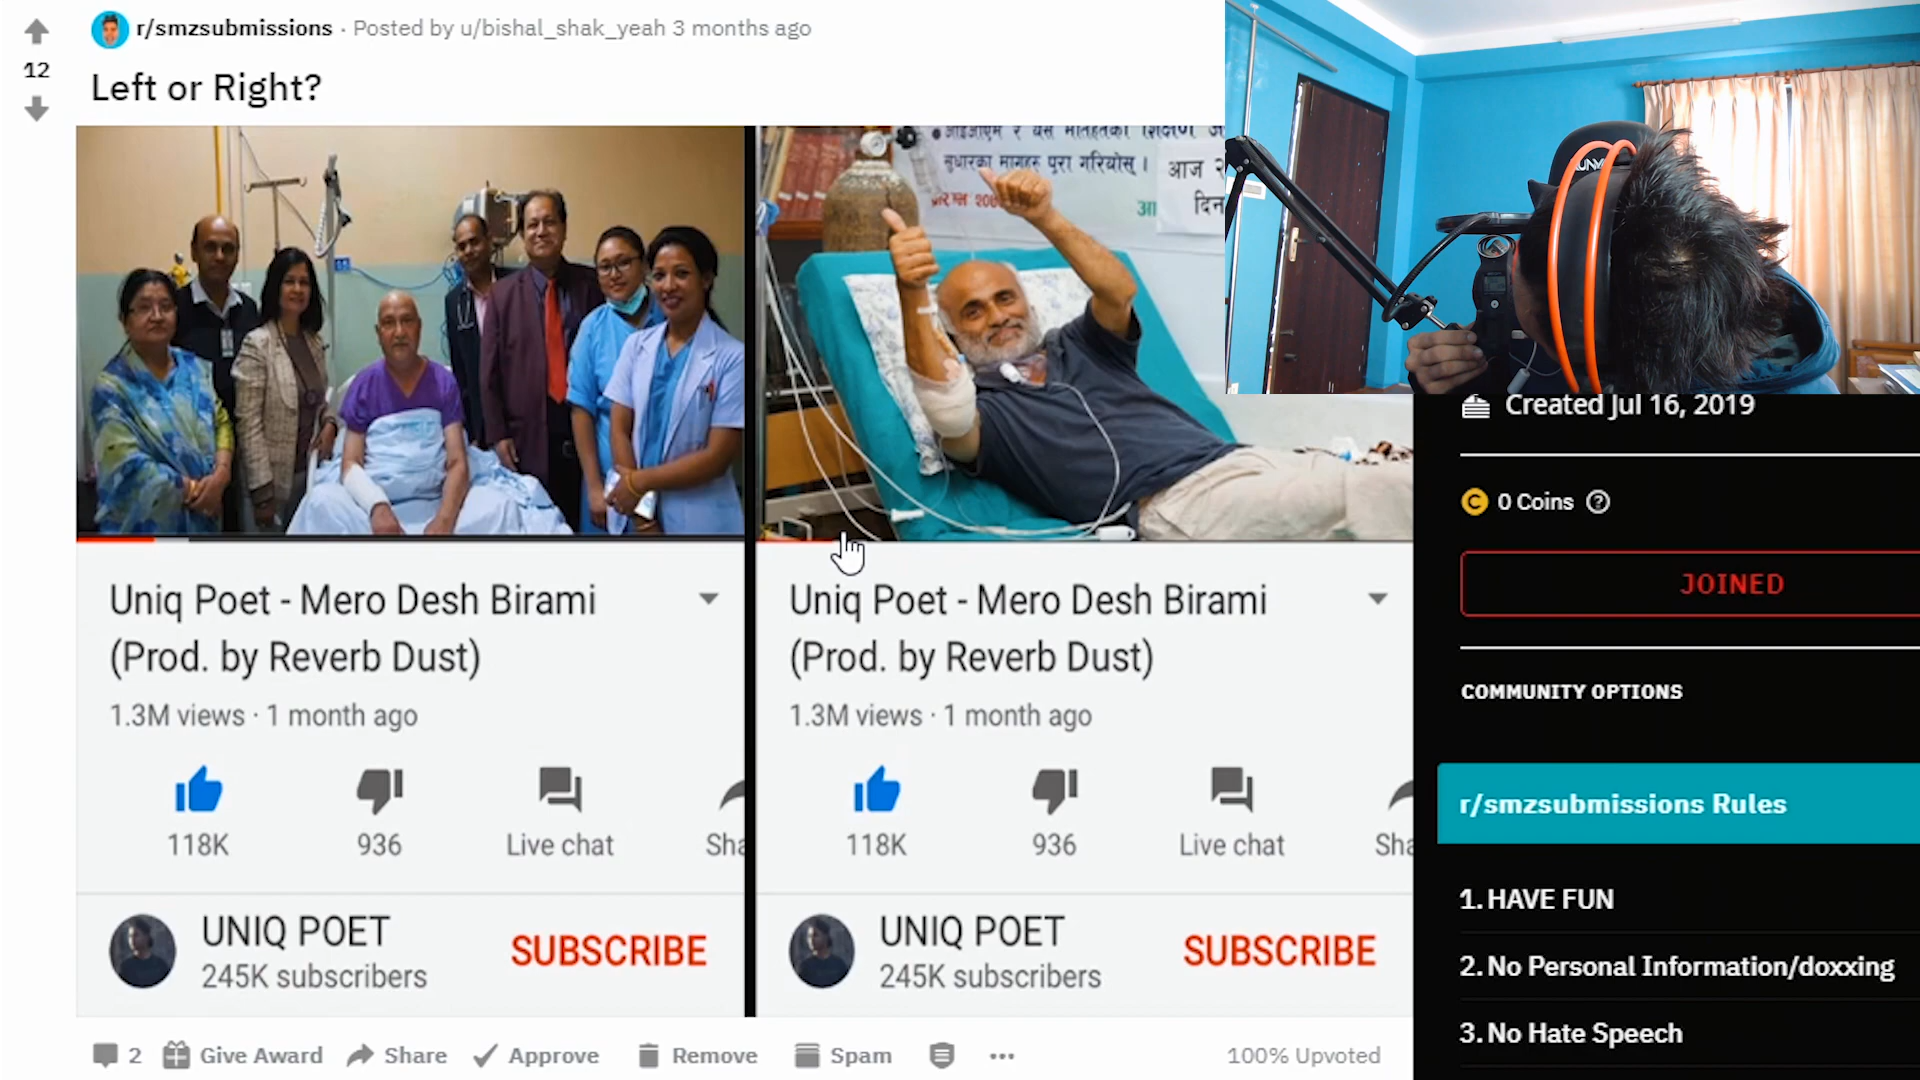 r/smzsubmissions · Posted by u/bishal_shak_yeah 3 months ago
12
Left or Right?
सुधारका मागहरु पुरा गरियोस् ।
आज
दिन
Uniq Poet - Mero Desh Birami
(Prod. by Reverb Dust)
1.3M views · 1 month ago
118K
936
Live chat
Sha
UNIQ POET
245K subscribers
SUBSCRIBE
Uniq Poet - Mero Desh Birami
(Prod. by Reverb Dust)
1.3M views · 1 month ago
118K
936
Live chat
Sha
UNIQ POET
245K subscribers
SUBSCRIBE
2
Give Award
Share
Approve
Remove
Spam
100% Upvoted
Created Jul 16, 2019
0 Coins
JOINED
COMMUNITY OPTIONS
r/smzsubmissions Rules
1. HAVE FUN
2. No Personal Information/doxxing
3. No Hate Speech